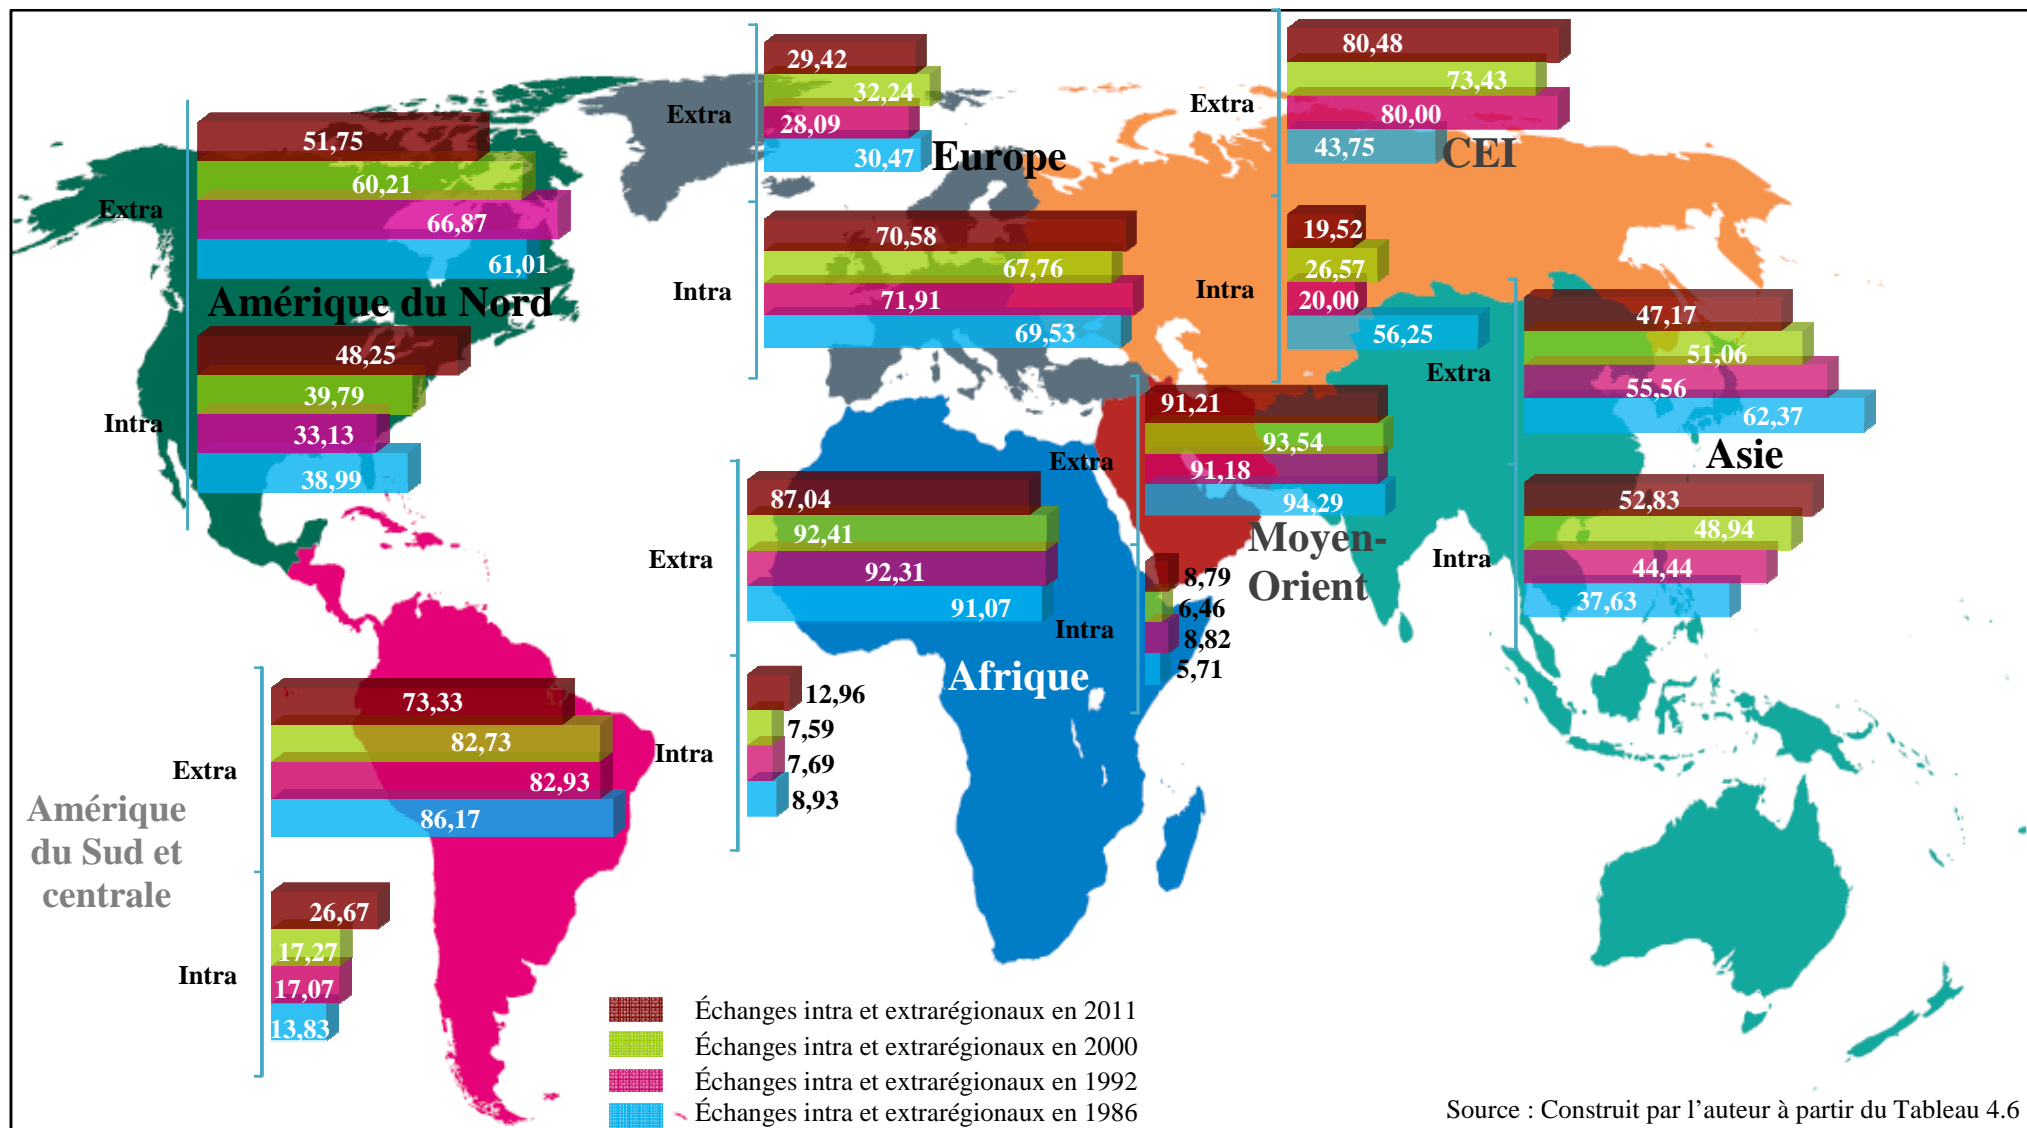 Extra
51,75
60,21
66,87
61,01
Amérique du Nord
Intra
48,25
39,79
33,13
38,99
Extra
29,42
32,24
28,09
30,47
Europe
Intra
70,58
67,76
71,91
69,53
Extra
80,48
73,43
80,00
43,75
CEI
Intra
19,52
26,57
20,00
56,25
Extra
47,17
51,06
55,56
62,37
Asie
Intra
52,83
48,94
44,44
37,63
Extra
91,21
93,54
91,18
94,29
Moyen-
Orient
Intra
8,79
6,46
8,82
5,71
Extra
87,04
92,41
92,31
91,07
Afrique
Intra
12,96
7,59
7,69
8,93
Extra
73,33
82,73
82,93
86,17
Amérique
du Sud et
centrale
Intra
26,67
17,27
17,07
13,83
Échanges intra et extrarégionaux en 2011
Échanges intra et extrarégionaux en 2000
Échanges intra et extrarégionaux en 1992
Échanges intra et extrarégionaux en 1986
Source : Construit par l’auteur à partir du Tableau 4.6